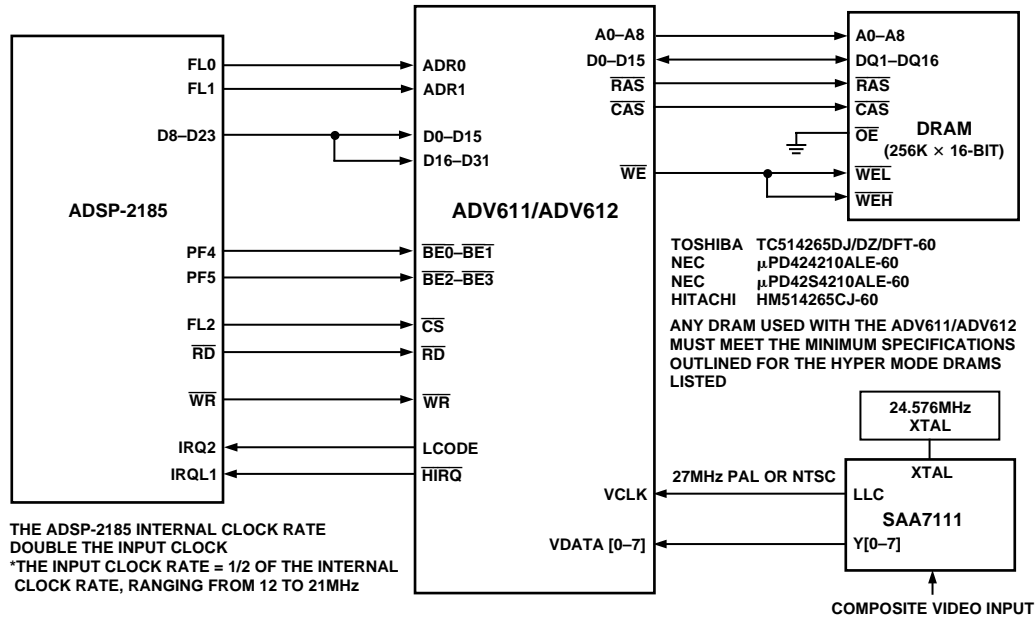 ADSP-2185
FL0
FL1
D8–D23
PF4
PF5
FL2
RD
WR
IRQ2
IRQL1
THE ADSP-2185 INTERNAL CLOCK RATE
DOUBLE THE INPUT CLOCK
*THE INPUT CLOCK RATE = 1/2 OF THE INTERNAL
CLOCK RATE, RANGING FROM 12 TO 21MHz
ADV611/ADV612
ADR0
ADR1
D0–D15
D16–D31
BE0–BE1
BE2–BE3
CS
RD
WR
LCODE
HIRQ
A0–A8
D0–D15
RAS
CAS
WE
VCLK
VDATA [0–7]
A0–A8
DQ1–DQ16
RAS
CAS
OE
DRAM
(256K × 16-BIT)
WEL
WEH
TOSHIBA TC514265DJ/DZ/DFT-60
NEC µPD424210ALE-60
NEC µPD42S4210ALE-60
HITACHI HM514265CJ-60
ANY DRAM USED WITH THE ADV611/ADV612
MUST MEET THE MINIMUM SPECIFICATIONS
OUTLINED FOR THE HYPER MODE DRAMS
LISTED
24.576MHz
XTAL
XTAL
27MHz PAL OR NTSC
LLC
SAA7111
Y[0–7]
COMPOSITE VIDEO INPUT